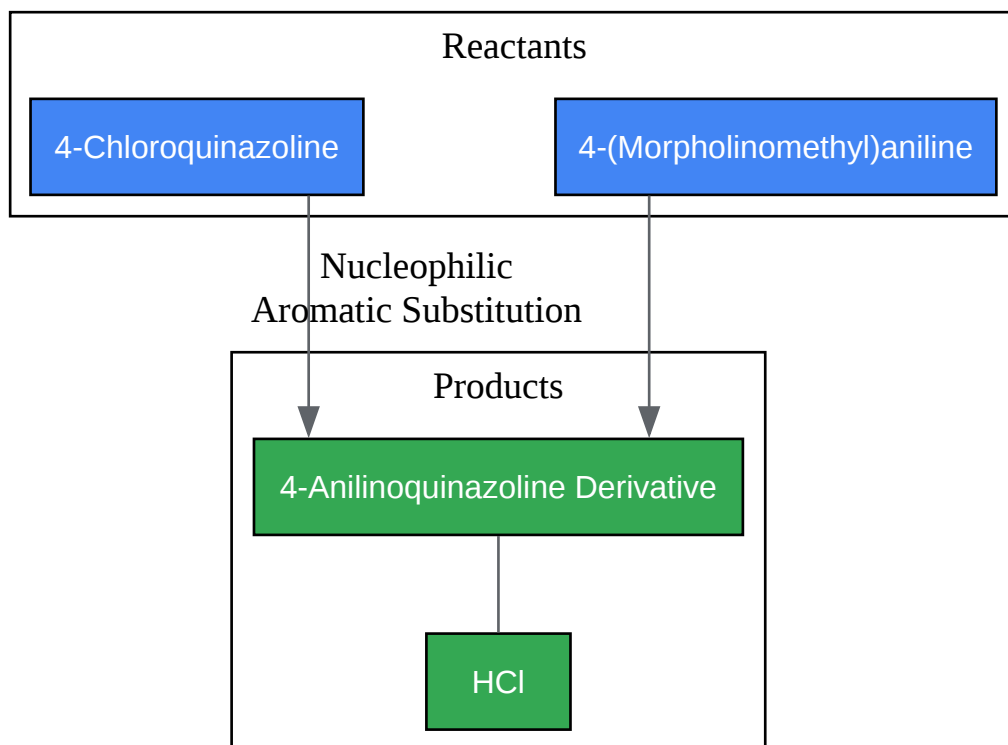 Reactants
4-Chloroquinazoline
4-(Morpholinomethyl)aniline
Nucleophilic
Aromatic Substitution
Products
4-Anilinoquinazoline Derivative
HCl